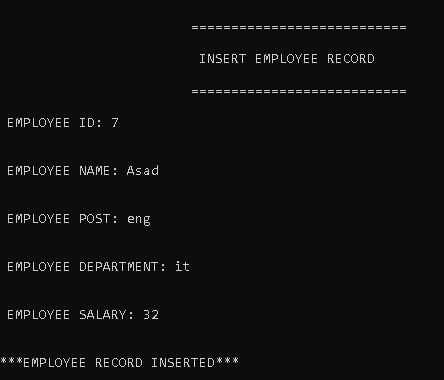 ===========================
INSERT EMPLOYEE RECORD
===========================
EMPLOYEE ID: 7
EMPLOYEE NAME: Asad
EMPLOYEE POST: eng
EMPLOYEE DEPARTMENT: it
EMPLOYEE SALARY: 32
***EMPLOYEE RECORD INSERTED***